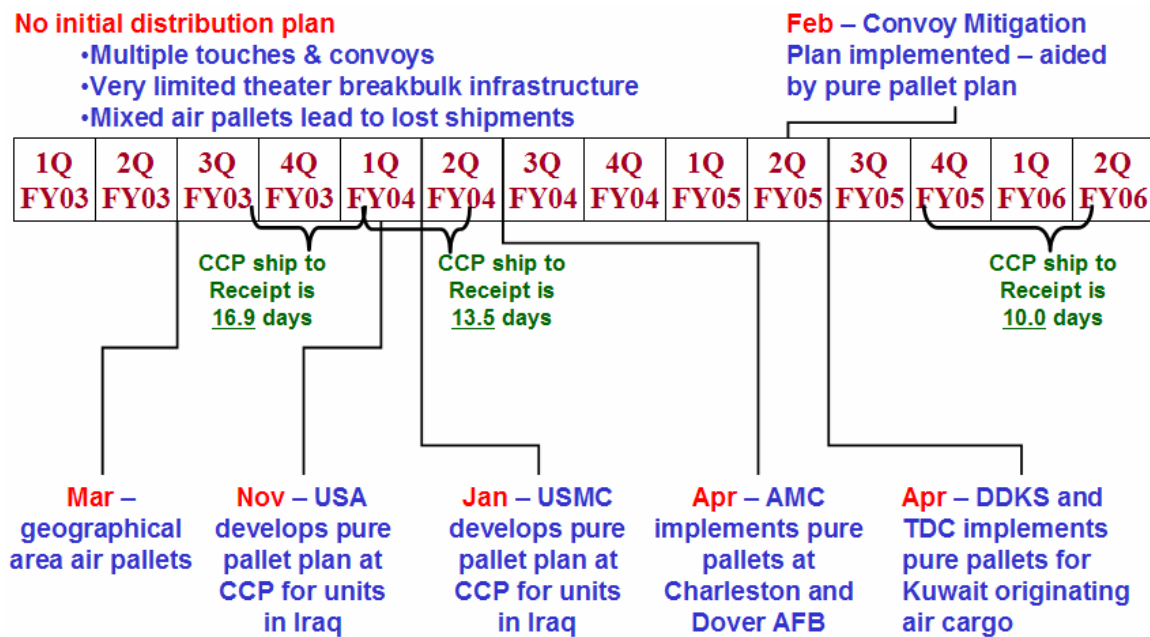 No initial distribution plan
•Multiple touches & convoys
•Very limited theater breakbulk infrastructure
•Mixed air pallets lead to lost shipments
Feb – Convoy Mitigation
Plan implemented – aided
by pure pallet plan
1Q FY03
2Q FY03
3Q FY03
4Q FY03
1Q FY04
2Q FY04
3Q FY04
4Q FY04
1Q FY05
2Q FY05
3Q FY05
4Q FY05
1Q FY06
2Q FY06
CCP ship to
Receipt is
16.9 days
CCP ship to
Receipt is
13.5 days
CCP ship to
Receipt is
10.0 days
Mar –
geographical
area air pallets
Nov – USA
develops pure
pallet plan at
CCP for units
in Iraq
Jan – USMC
develops pure
pallet plan at
CCP for units
in Iraq
Apr – AMC
implements pure
pallets at
Charleston and
Dover AFB
Apr – DDKS and
TDC implements
pure pallets for
Kuwait originating
air cargo